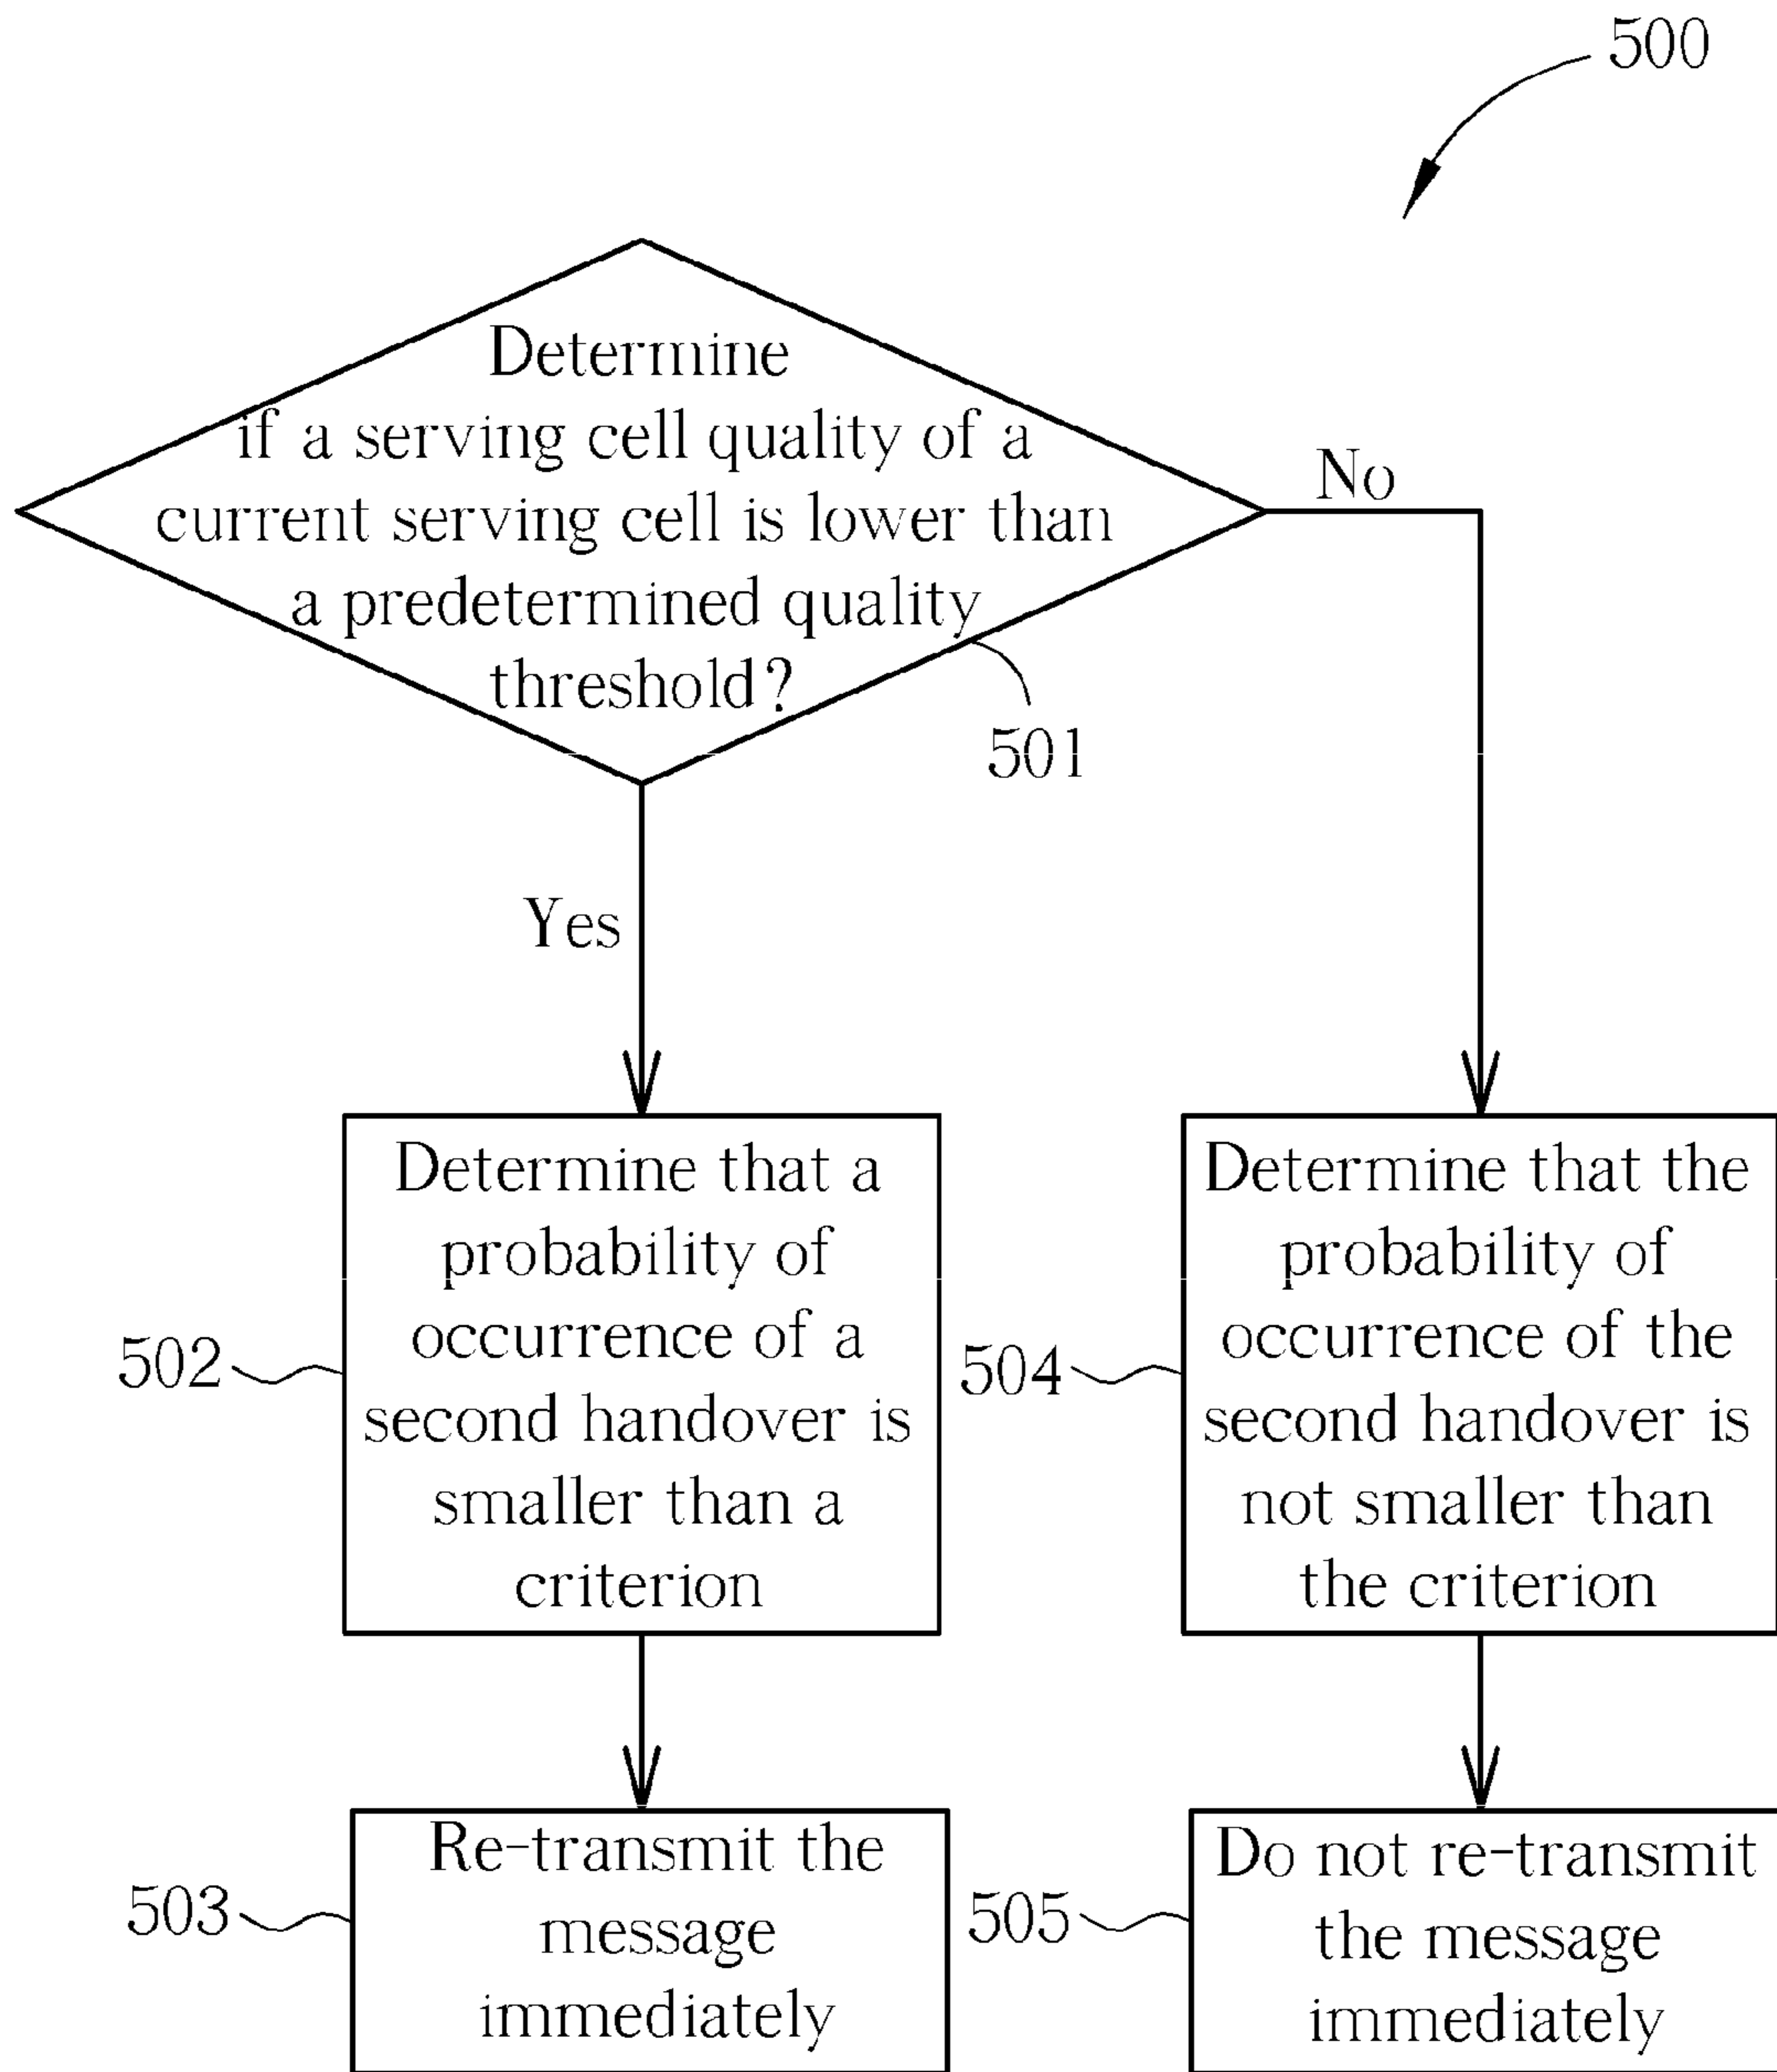 500
Determine
if a serving cell quality of a
current serving cell is lower than
a predetermined quality
threshold?
501
No
Yes
502
Determine that a
probability of
occurrence of a
second handover is
smaller than a
criterion
504
Determine that the
probability of
occurrence of the
second handover is
not smaller than
the criterion
503
Re-transmit the
message
immediately
505
Do not re-transmit
the message
immediately